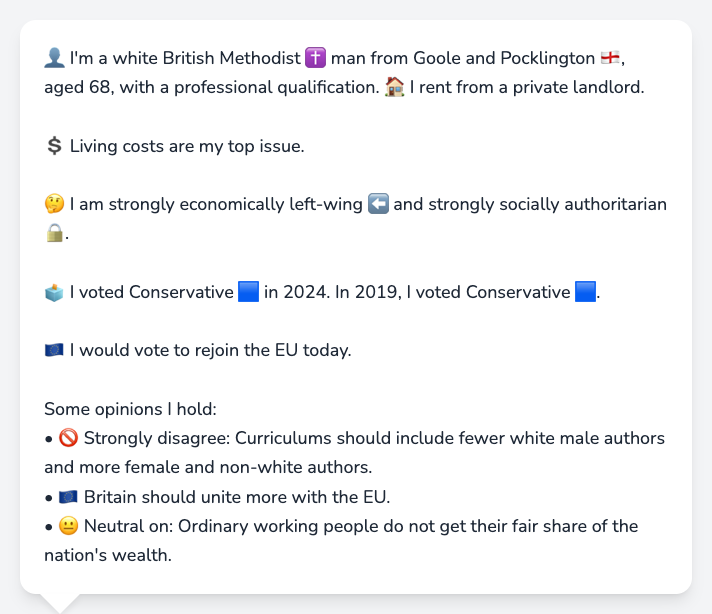 👤 I'm a white British Methodist ✝️ man from Goole and Pocklington 🏴󠁧󠁢󠁥󠁮󠁧󠁿,
aged 68, with a professional qualification. 🏠 I rent from a private landlord.
💲 Living costs are my top issue.
🤔 I am strongly economically left-wing ⬅️ and strongly socially authoritarian
🔒.
🗳️ I voted Conservative 🟦 in 2024. In 2019, I voted Conservative 🟦.
🇪🇺 I would vote to rejoin the EU today.
Some opinions I hold:
• 🚫 Strongly disagree: Curriculums should include fewer white male authors
and more female and non-white authors.
• 🇪🇺 Britain should unite more with the EU.
• 😐 Neutral on: Ordinary working people do not get their fair share of the
nation's wealth.